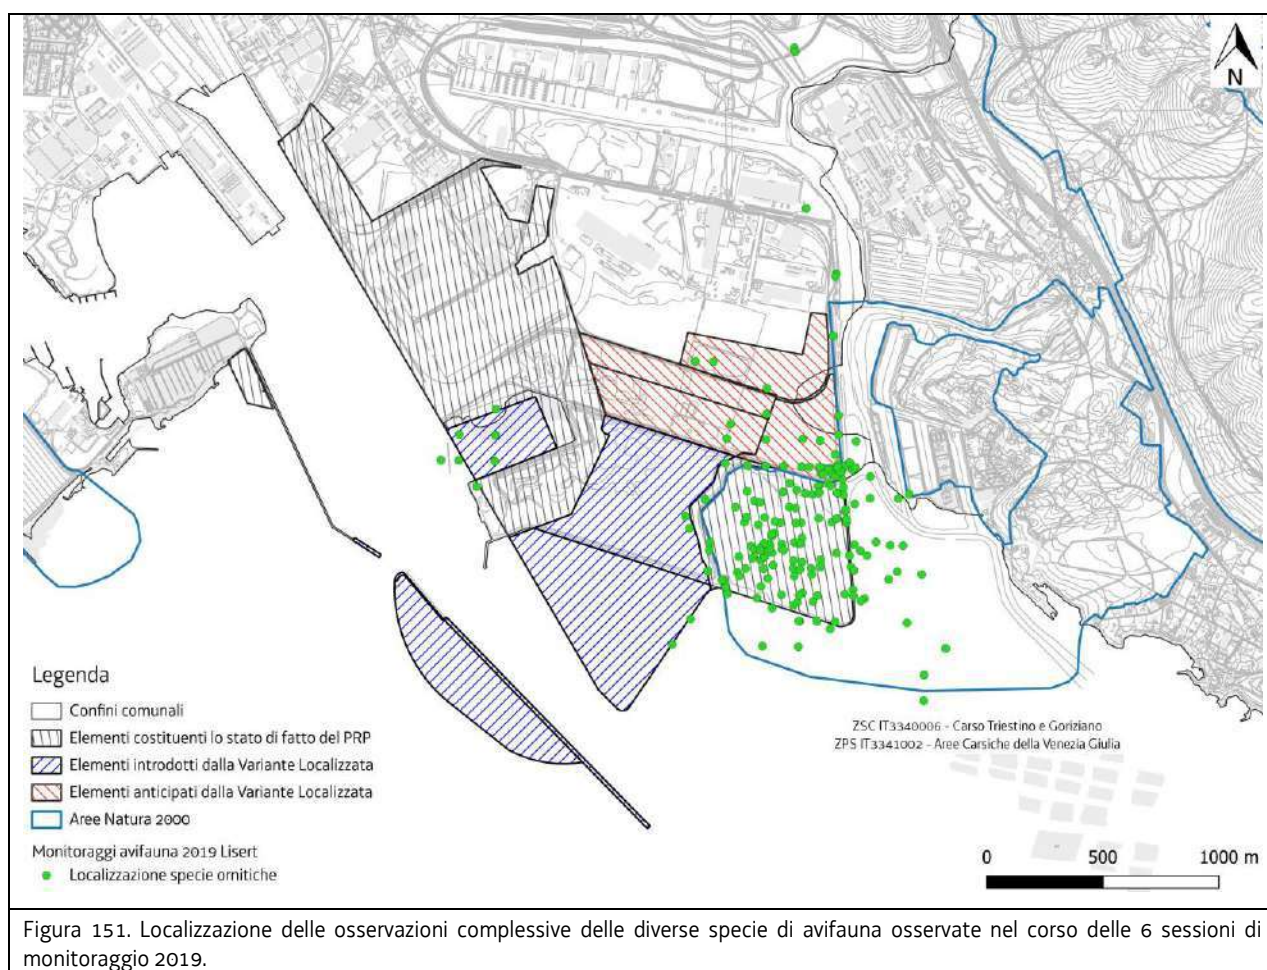 N
Legenda
Confini comunali
Elementi costituenti lo stato di fatto del PRP
Elementi introdotti dalla Variante Localizzata
Elementi anticipati dalla Variante Localizzata
Aree Natura 2000
Monitoraggi avifauna 2019 Lisert
Localizzazione specie ornitiche
ZSC IT3340006 - Carso Triestino e Goriziano
ZPS IT3341002 - Aree Carsiche della Venezia Giulia
0 500 1000 m
Figura 151. Localizzazione delle osservazioni complessive delle diverse specie di avifauna osservate nel corso delle 6 sessioni di
monitoraggio 2019.